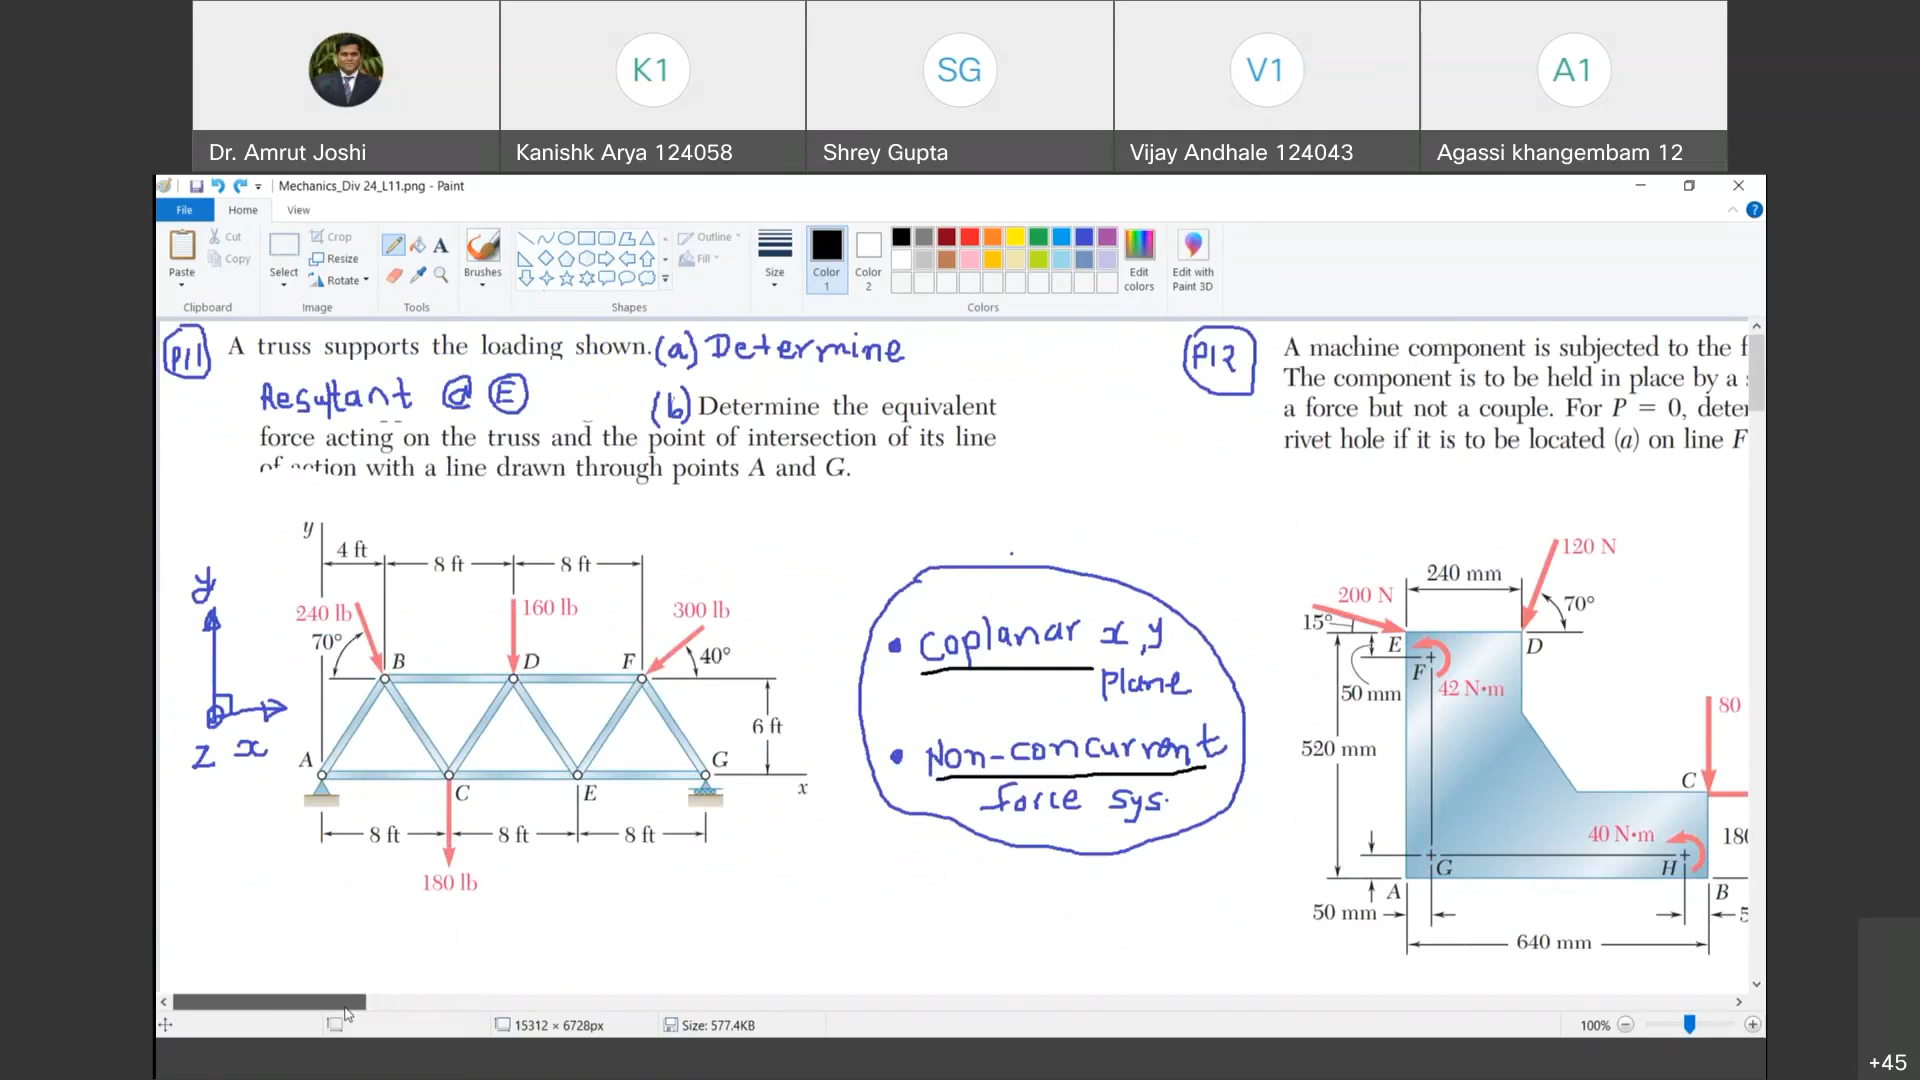 K1
SG
V1
A1
Dr. Amrut Joshi
Kanishk Arya 124058
Shrey Gupta
Vijay Andhale 124043
Agassi khangembam 12
Mechanics_Div 24_L11.png - Paint
File
Home
View
Paste
Cut
Copy
Clipboard
Select
Crop
Resize
Rotate
Image
A
Tools
Brushes
Shapes
Outline
Fill
Size
Color
1
Color
2
Edit
colors
Colors
Edit with
Paint 3D
P11
A truss supports the loading shown. (a) Determine
Resultant @ E
(b) Determine the equivalent
force acting on the truss and the point of intersection of its line
of action with a line drawn through points A and G.
y
x
z
y
4 ft
8 ft
8 ft
240 lb
160 lb
300 lb
70°
40°
B
D
F
6 ft
A
G
C
E
x
8 ft
8 ft
8 ft
180 lb
• Coplanar x,y
plane
• Non-concurrent
force sys.
P12
A machine component is subjected to the f
The component is to be held in place by a
a force but not a couple. For P = 0, deter
rivet hole if it is to be located (a) on line F
120 N
240 mm
200 N
70°
15°
E
D
F
50 mm
42 N•m
80
520 mm
C
40 N•m
180
G
H
A
B
50 mm
5
640 mm
15312 × 6728px
Size: 577.4KB
100%
+45